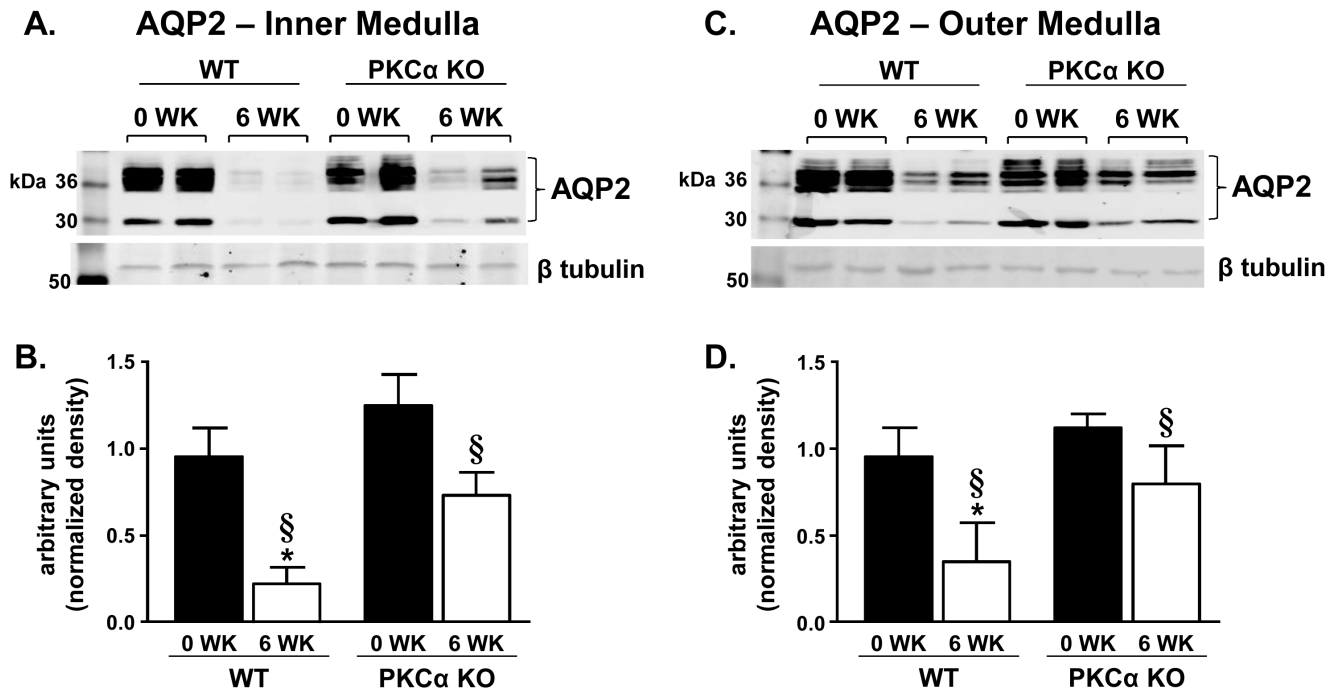 A. AQP2 – Inner Medulla
WT PKCα KO
0 WK 6 WK 0 WK 6 WK
kDa 36
30
AQP2
50
β tubulin
C. AQP2 – Outer Medulla
WT PKCα KO
0 WK 6 WK 0 WK 6 WK
kDa 36
30
AQP2
50
β tubulin
B.
arbitrary units
(normalized density)
1.5
1.0
0.5
0.0
§
*
§
0 WK 6 WK 0 WK 6 WK
WT PKCα KO
D.
arbitrary units
(normalized density)
1.5
1.0
0.5
0.0
§
*
§
0 WK 6 WK 0 WK 6 WK
WT PKCα KO